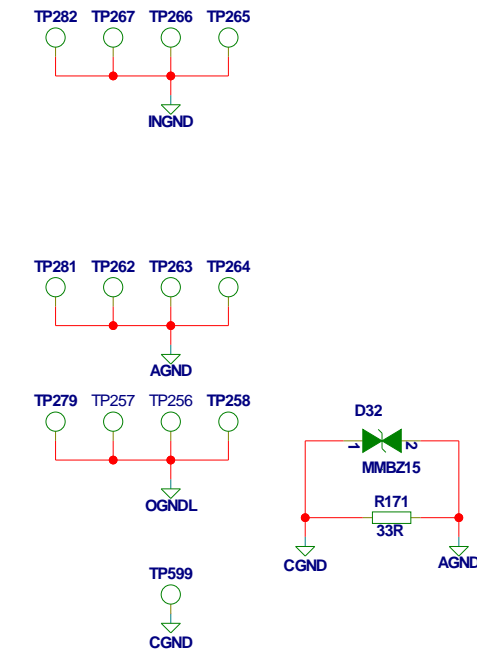 TP282 TP267 TP266 TP265
INGND
TP281 TP262 TP263 TP264
AGND
TP279 TP257 TP256 TP258
OGNDL
D32
1 2
MMBZ15
R171
33R
CGND AGND
TP599
CGND